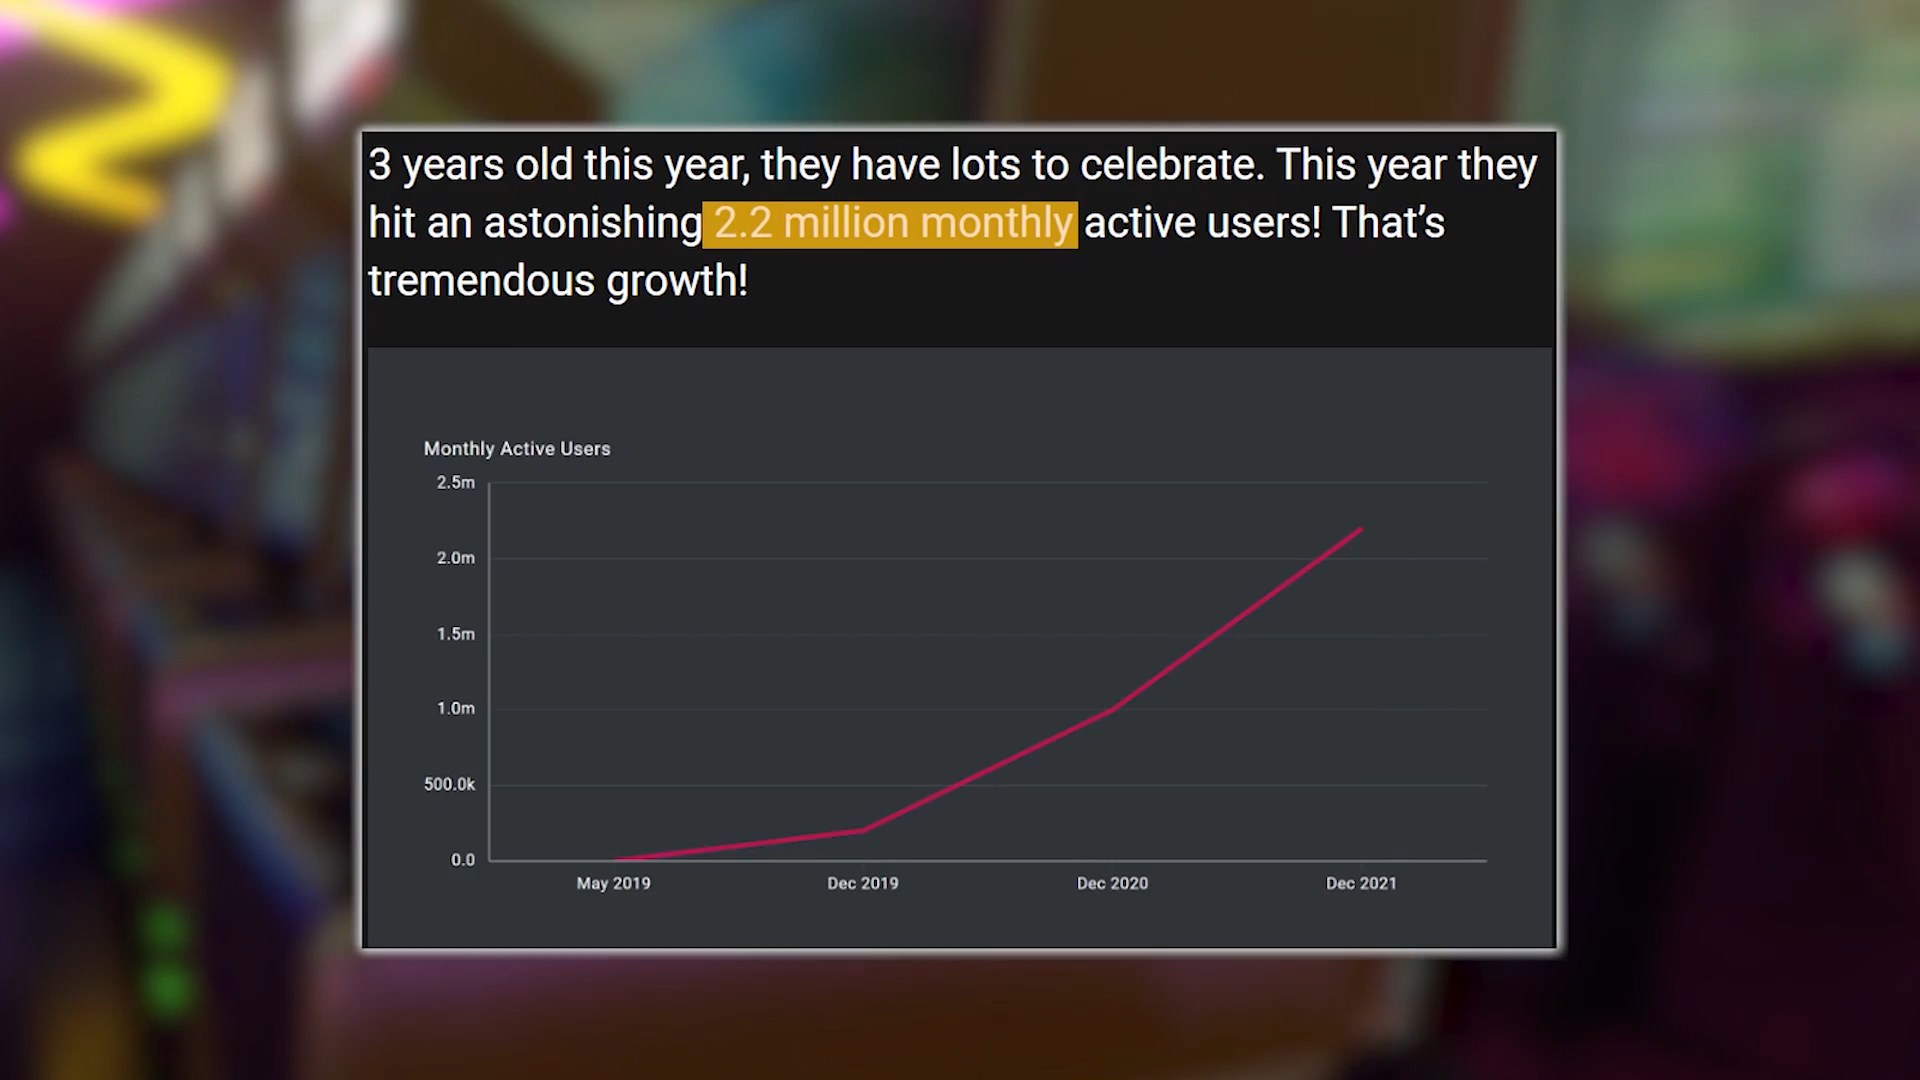 3 years old this year, they have lots to celebrate. This year they
hit an astonishing 2.2 million monthly active users! That’s
tremendous growth!
Monthly Active Users
2.5m
2.0m
1.5m
1.0m
500.0k
0.0
May 2019 Dec 2019 Dec 2020 Dec 2021